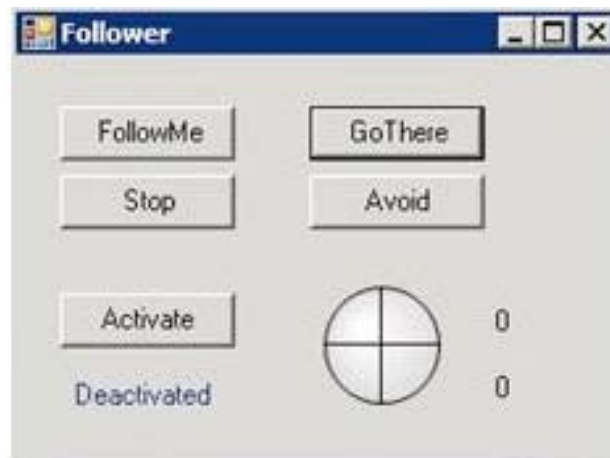 Follower
FollowMe GoThere
Stop Avoid
Activate 0
Deactivated 0